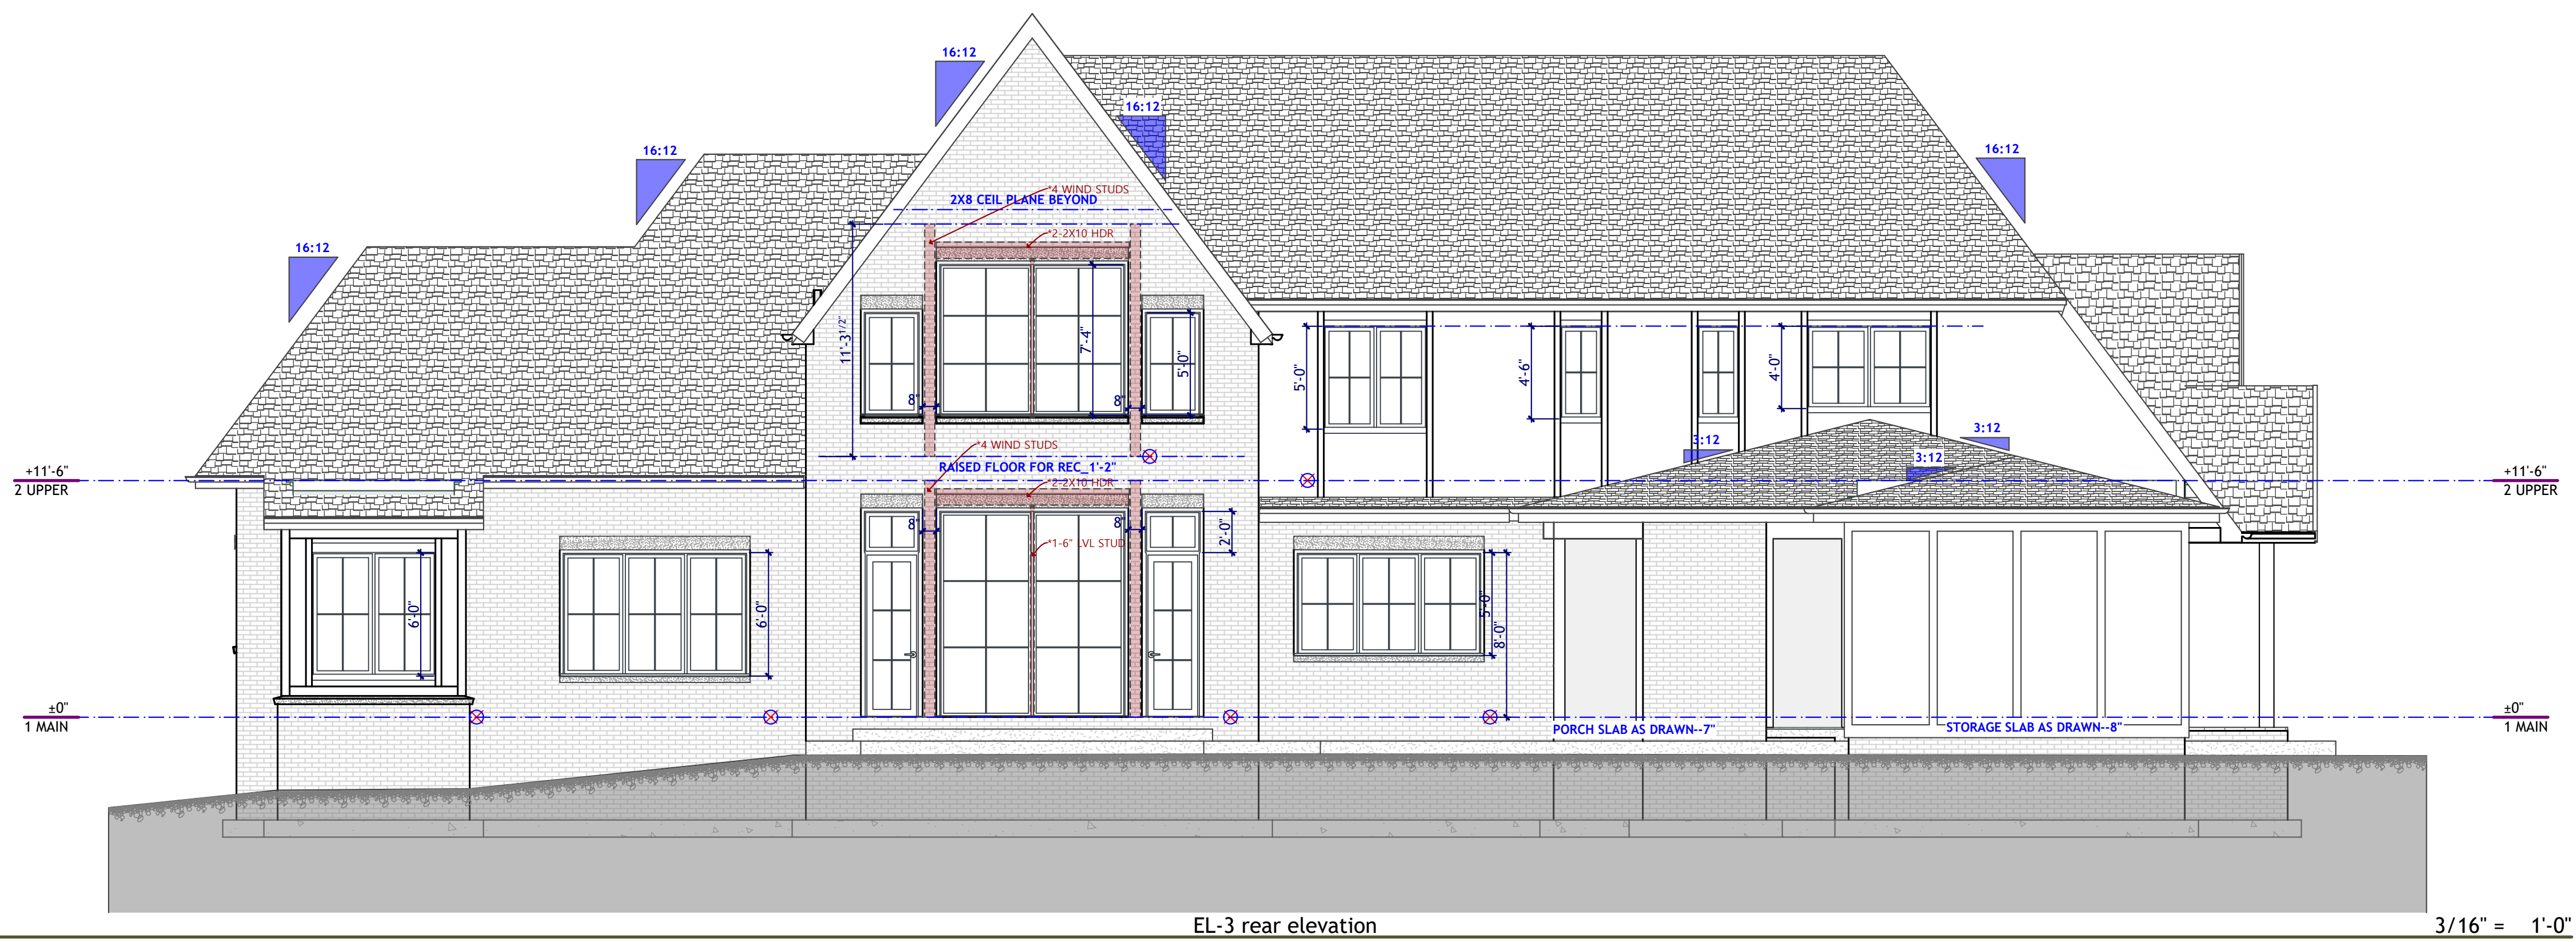 16:12
16:12
16:12
16:12
16:12
*4 WIND STUDS
2X8 CEIL PLANE BEYOND
*2-2X10 HDR
11'-3 1/2"
7'-4"
5'-0"
5'-0"
4'-6"
4'-0"
8"
8"
3:12
3:12
3:12
*4 WIND STUDS
RAISED FLOOR FOR REC_1'-2"
+11'-6"
2 UPPER
+11'-6"
2 UPPER
*2-2X10 HDR
8"
8"
2'-0"
*1-6" LVL STUD
6'-0"
6'-0"
5'-0"
8'-0"
±0"
1 MAIN
±0"
1 MAIN
PORCH SLAB AS DRAWN--7"
STORAGE SLAB AS DRAWN--8"
EL-3 rear elevation
3/16" = 1'-0"